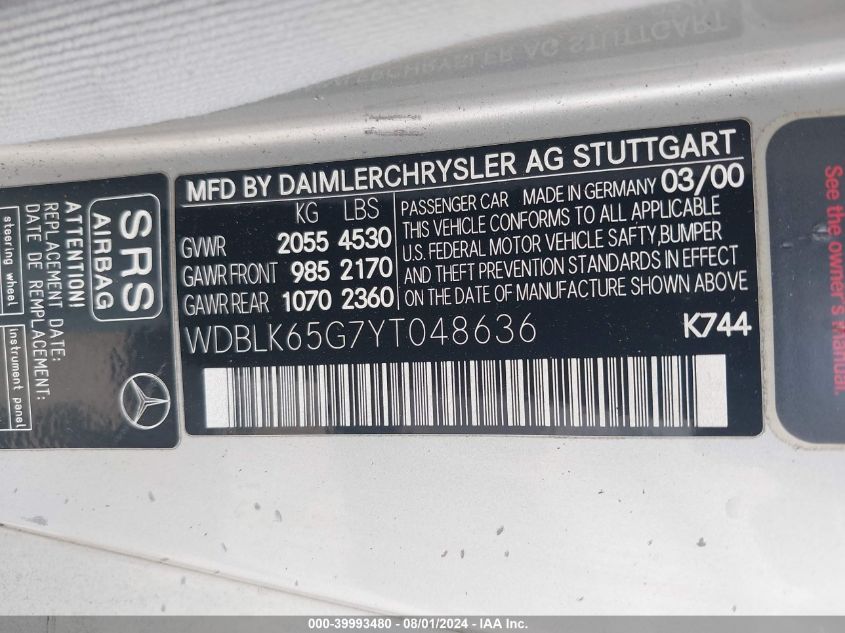 DAIMLERCHRYSLER AG STUTTGART
MFD BY DAIMLERCHRYSLER AG STUTTGART
KG LBS
GVWR 2055 4530
GAWR FRONT 985 2170
GAWR REAR 1070 2360
PASSENGER CAR MADE IN GERMANY 03/00
THIS VEHICLE CONFORMS TO ALL APPLICABLE
U.S. FEDERAL MOTOR VEHICLE SAFTY,BUMPER
AND THEFT PREVENTION STANDARDS IN EFFECT
ON THE DATE OF MANUFACTURE SHOWN ABOVE
WDBLK65G7YT048636 K744
SRS
AIRBAG
ATTENTION!
REPLACEMENT DATE:
DATE DE REMPLACEMENT:
steering wheel
instrument panel
See the owner's manual.
000-39993480 - 08/01/2024 - IAA Inc.